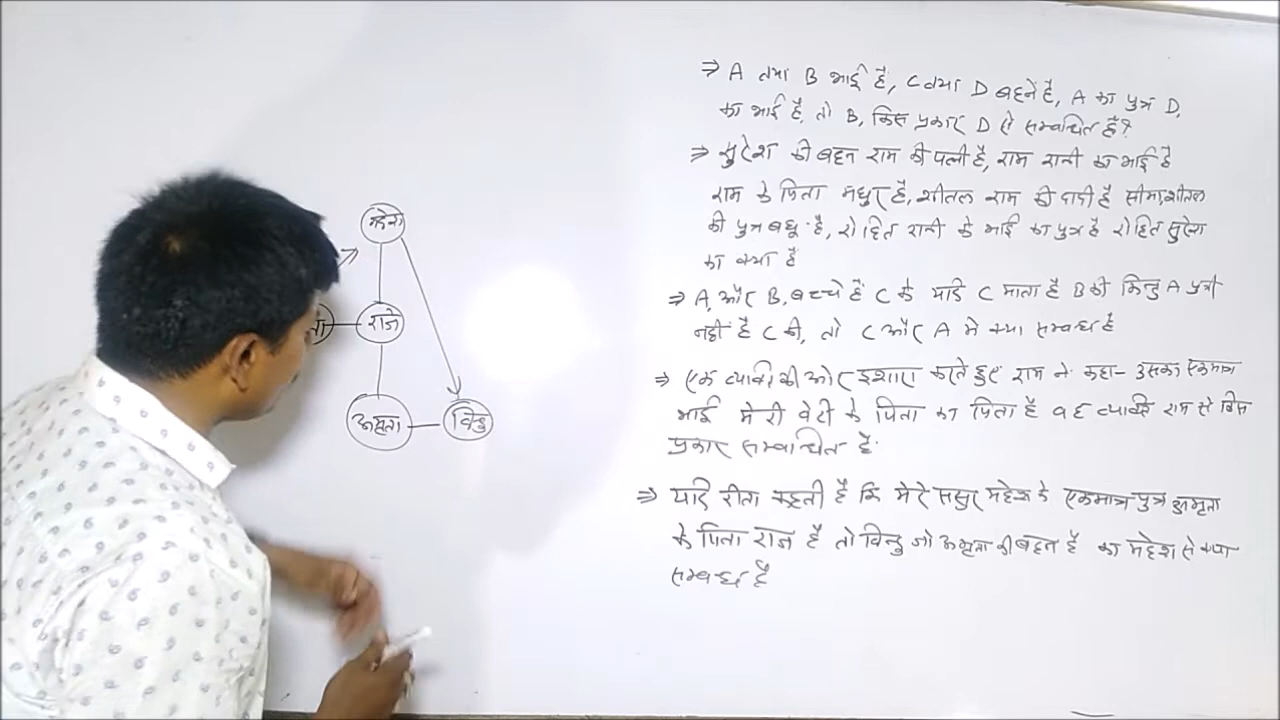 महेश
राज
अमृता
बिन्दु
⇒ A तथा B भाई हैं, C तथा D बहनें हैं, A का पुत्र D,
का भाई है, तो B, किस प्रकार D से सम्बन्धित है?
⇒ सुरेश की बहन राम की पत्नी है, राम रानी का भाई है
राम के पिता मधुर है, शीतल राम की दादी है सीमा, शीतल
की पुत्र बधू है, रोहित रानी के भाई का पुत्र है रोहित सुरेश
का क्या है
⇒ A, और B, बच्चे हैं C के यदि C माता है B की किन्तु A पुत्री
नहीं है C की, तो C और A मे क्या सम्बन्ध है
⇒ एक व्यक्ति की ओर इशारा करते हुए राम ने कहा- उसका एकमात्र
भाई मेरी बेटी के पिता का पिता है वह व्यक्ति राम से किस
प्रकार सम्बन्धित है
⇒ यदि रीता कहती है कि मेरे ससुर महेश के एकमात्र पुत्र अमृता
के पिता राज है तो बिन्दु जो अमृता की बहन है का महेश से क्या
सम्बन्ध है